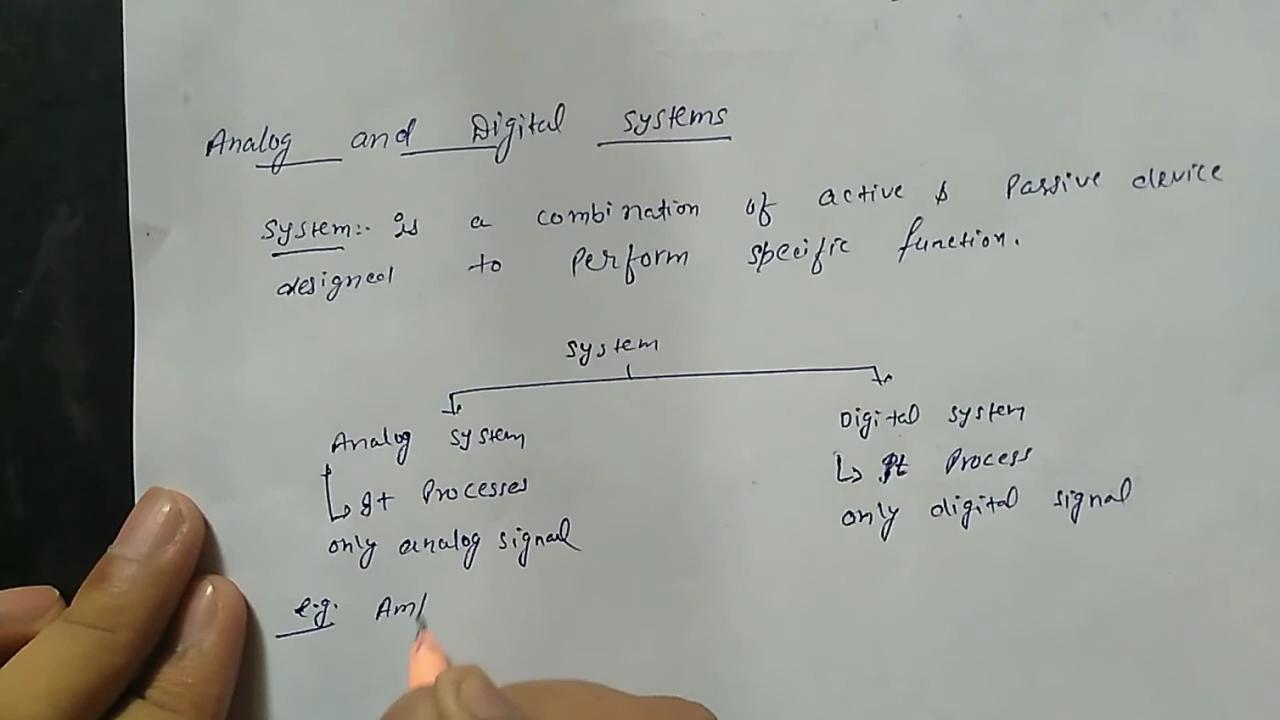 Analog and Digital systems
System:- is a combination of active & Passive device
designed to perform specific function.
System
Analog System
Digital system
It Processes
It Process
only analog signal
only digital signal
e.g: Am